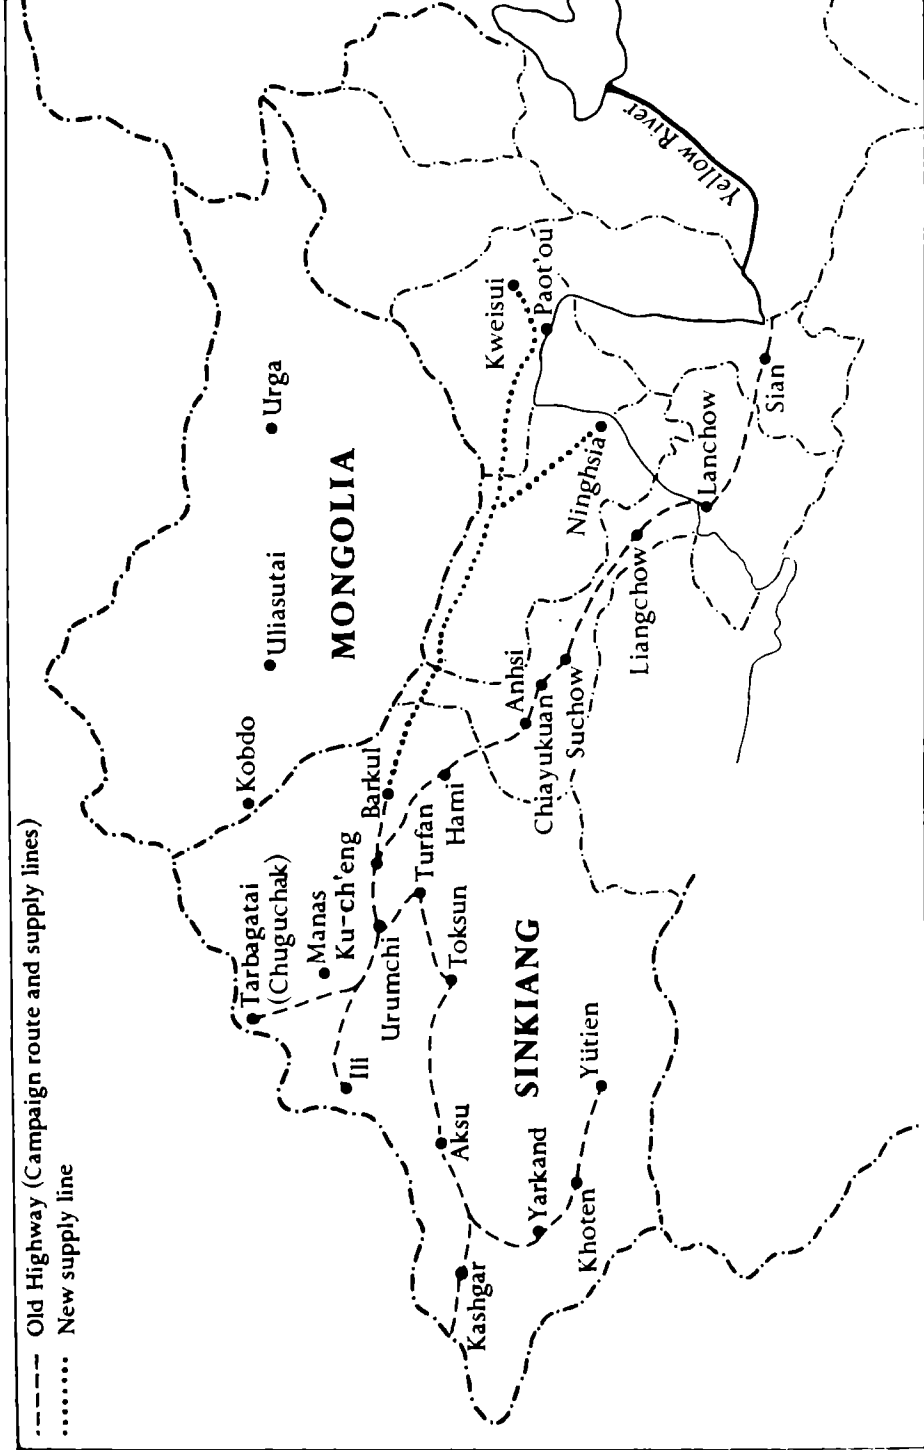 Old Highway (Campaign route and supply lines)
New supply line
Tarbagatai
(Chuguchak)
Kobdo
Uliasutai
Urga
MONGOLIA
Manas
Ku-ch'eng
Barkul
Ili
Urumchi
Turfan
Hami
Toksun
Aksu
Kashgar
SINKIANG
Yarkand
Khoten
Yütien
Anhsi
Chiayukuan
Suchow
Liangchow
Lanchow
Ninghsia
Kweisui
Paot'ou
Sian
Yellow River